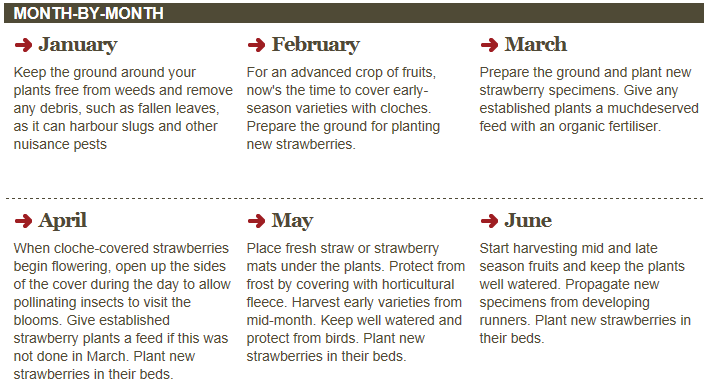 MONTH-BY-MONTH
January
Keep the ground around your
plants free from weeds and remove
any debris, such as fallen leaves,
as it can harbour slugs and other
nuisance pests
February
For an advanced crop of fruits,
now's the time to cover early-
season varieties with cloches.
Prepare the ground for planting
new strawberries.
March
Prepare the ground and plant new
strawberry specimens. Give any
established plants a muchdeserved
feed with an organic fertiliser.
April
When cloche-covered strawberries
begin flowering, open up the sides
of the cover during the day to allow
pollinating insects to visit the
blooms. Give established
strawberry plants a feed if this was
not done in March. Plant new
strawberries in their beds.
May
Place fresh straw or strawberry
mats under the plants. Protect from
frost by covering with horticultural
fleece. Harvest early varieties from
mid-month. Keep well watered and
protect from birds. Plant new
strawberries in their beds.
June
Start harvesting mid and late
season fruits and keep the plants
well watered. Propagate new
specimens from developing
runners. Plant new strawberries in
their beds.